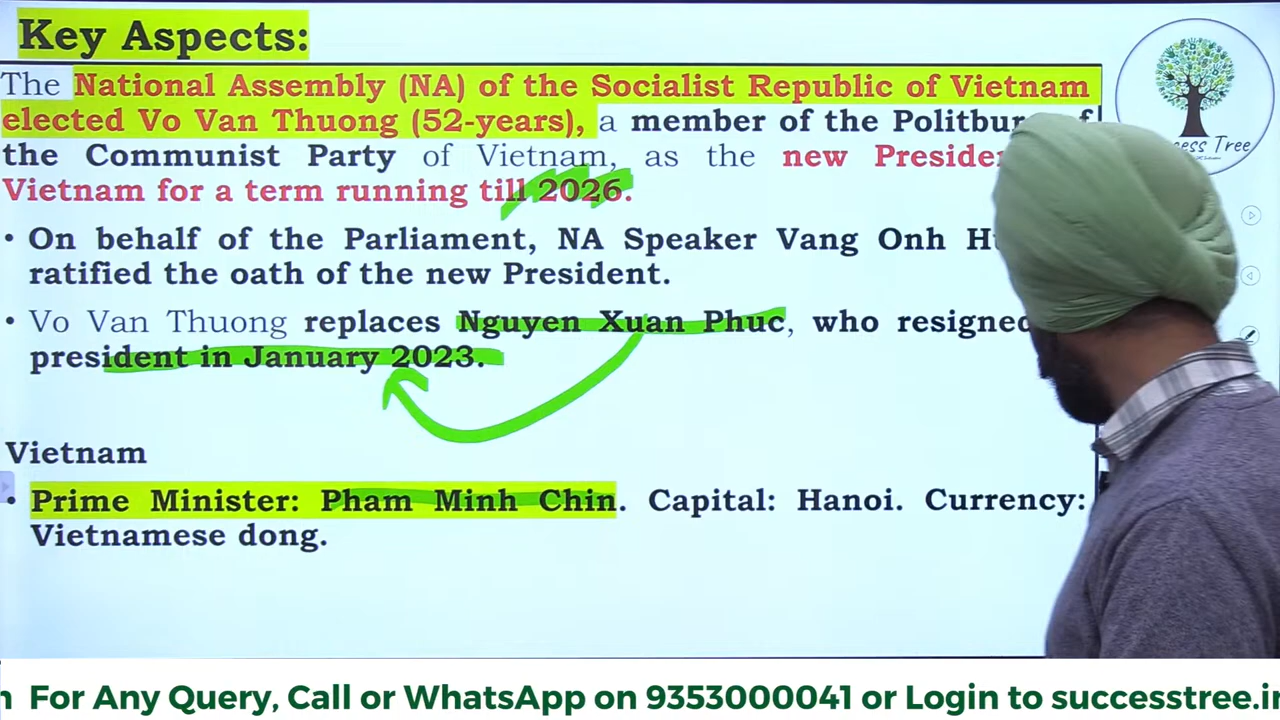 Key Aspects:
The National Assembly (NA) of the Socialist Republic of Vietnam
elected Vo Van Thuong (52-years), a member of the
the Communist Party of Vietnam, as the new
Vietnam for a term running till 2026.
• On behalf of the Parliament, NA Speaker Vang Onh
ratified the oath of the new President.
• Vo Van Thuong replaces Nguyen Xuan Phuc, who resigned
president in January 2023.
Vietnam
• Prime Minister: Pham Minh Chin. Capital: Hanoi. Currency:
Vietnamese dong.
Tree
For Any Query, Call or WhatsApp on 9353000041 or Login to successtree.in